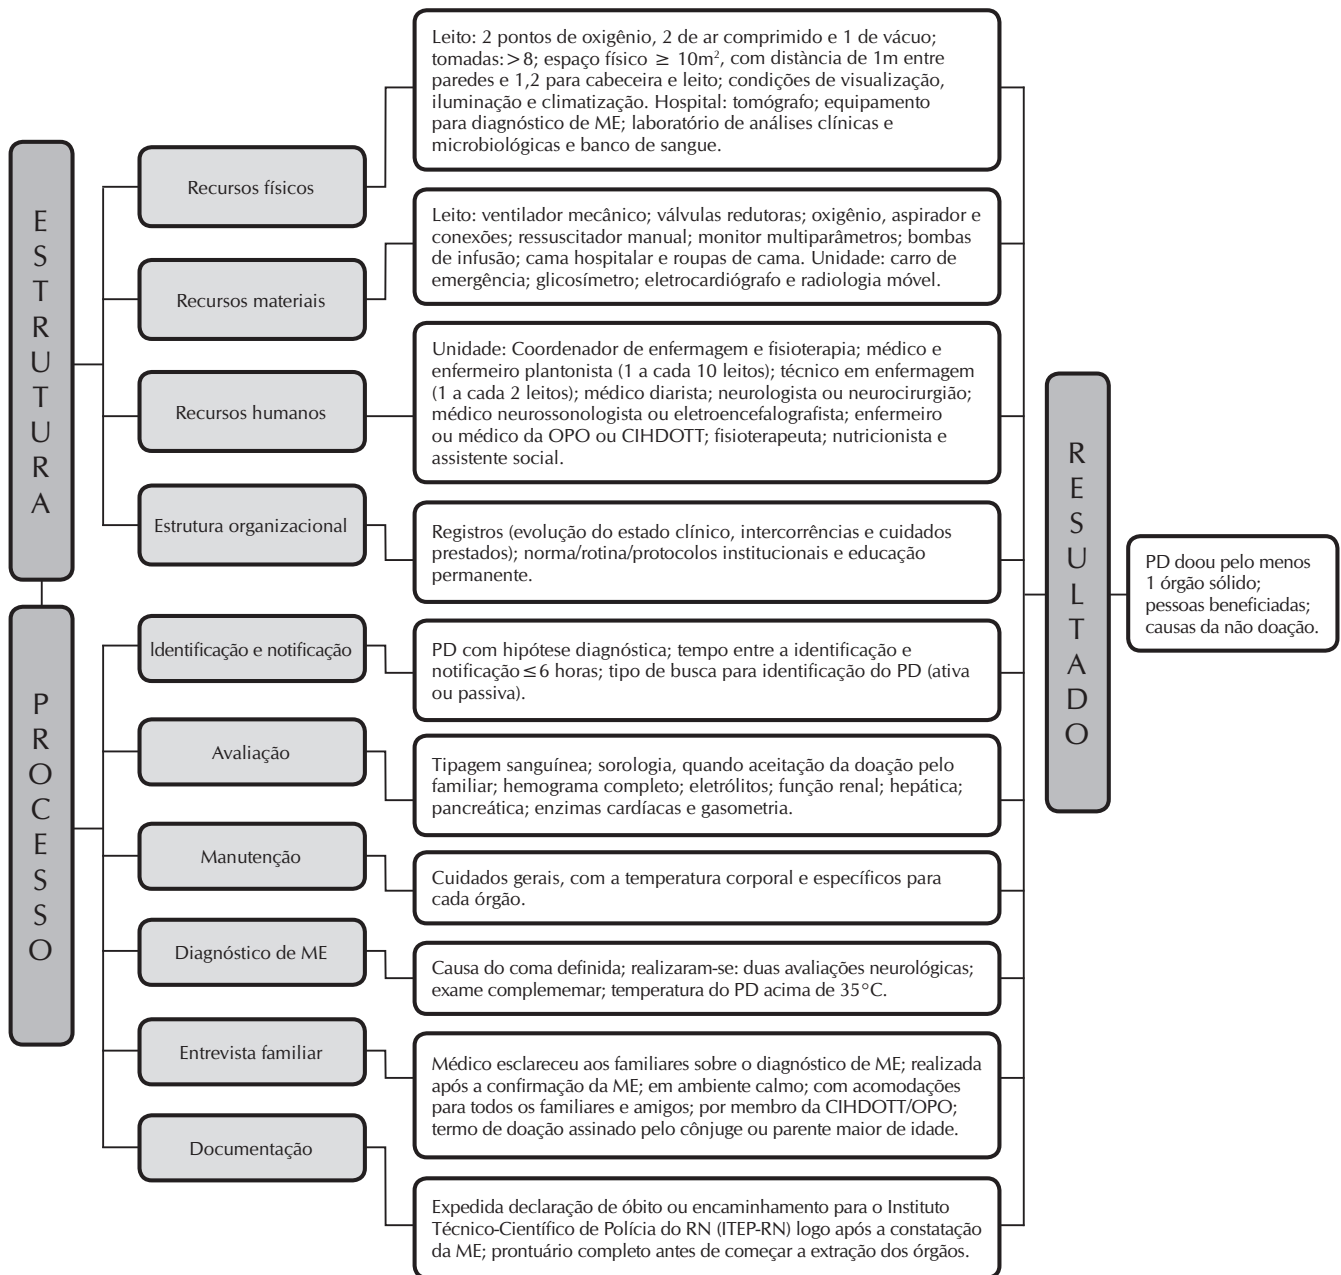 ESTRUTURA
Recursos físicos
Leito: 2 pontos de oxigênio, 2 de ar comprimido e 1 de vácuo;
tomadas:>8; espaço físico ≥ 10m², com distància de 1m entre
paredes e 1,2 para cabeceira e leito; condições de visualização,
iluminação e climatização. Hospital: tomógrafo; equipamento
para diagnóstico de ME; laboratório de análises clínicas e
microbiológicas e banco de sangue.
Recursos materiais
Leito: ventilador mecânico; válvulas redutoras; oxigênio, aspirador e
conexões; ressuscitador manual; monitor multiparâmetros; bombas
de infusão; cama hospitalar e roupas de cama. Unidade: carro de
emergência; glicosímetro; eletrocardiógrafo e radiologia móvel.
Recursos humanos
Unidade: Coordenador de enfermagem e fisioterapia; médico e
enfermeiro plantonista (1 a cada 10 leitos); técnico em enfermagem
(1 a cada 2 leitos); médico diarista; neurologista ou neurocirurgião;
médico neurossonologista ou eletroencefalografista; enfermeiro
ou médico da OPO ou CIHDOTT; fisioterapeuta; nutricionista e
assistente social.
Estrutura organizacional
Registros (evolução do estado clínico, intercorrências e cuidados
prestados); norma/rotina/protocolos institucionais e educação
permanente.
PROCESSO
Identificação e notificação
PD com hipótese diagnóstica; tempo entre a identificação e
notificação≤6 horas; tipo de busca para identificação do PD (ativa
ou passiva).
Avaliação
Tipagem sanguínea; sorologia, quando aceitação da doação pelo
familiar; hemograma completo; eletrólitos; função renal; hepática;
pancreática; enzimas cardíacas e gasometria.
Manutenção
Cuidados gerais, com a temperatura corporal e específicos para
cada órgão.
Diagnóstico de ME
Causa do coma definida; realizaram-se: duas avaliações neurológicas;
exame complememar; temperatura do PD acima de 35°C.
Entrevista familiar
Médico esclareceu aos familiares sobre o diagnóstico de ME; realizada
após a confirmação da ME; em ambiente calmo; com acomodações
para todos os familiares e amigos; por membro da CIHDOTT/OPO;
termo de doação assinado pelo cônjuge ou parente maior de idade.
Documentação
Expedida declaração de óbito ou encaminhamento para o Instituto
Técnico-Científico de Polícia do RN (ITEP-RN) logo após a constatação
da ME; prontuário completo antes de começar a extração dos órgãos.
RESULTADO
PD doou pelo menos
1 órgão sólido;
pessoas beneficiadas;
causas da não doação.